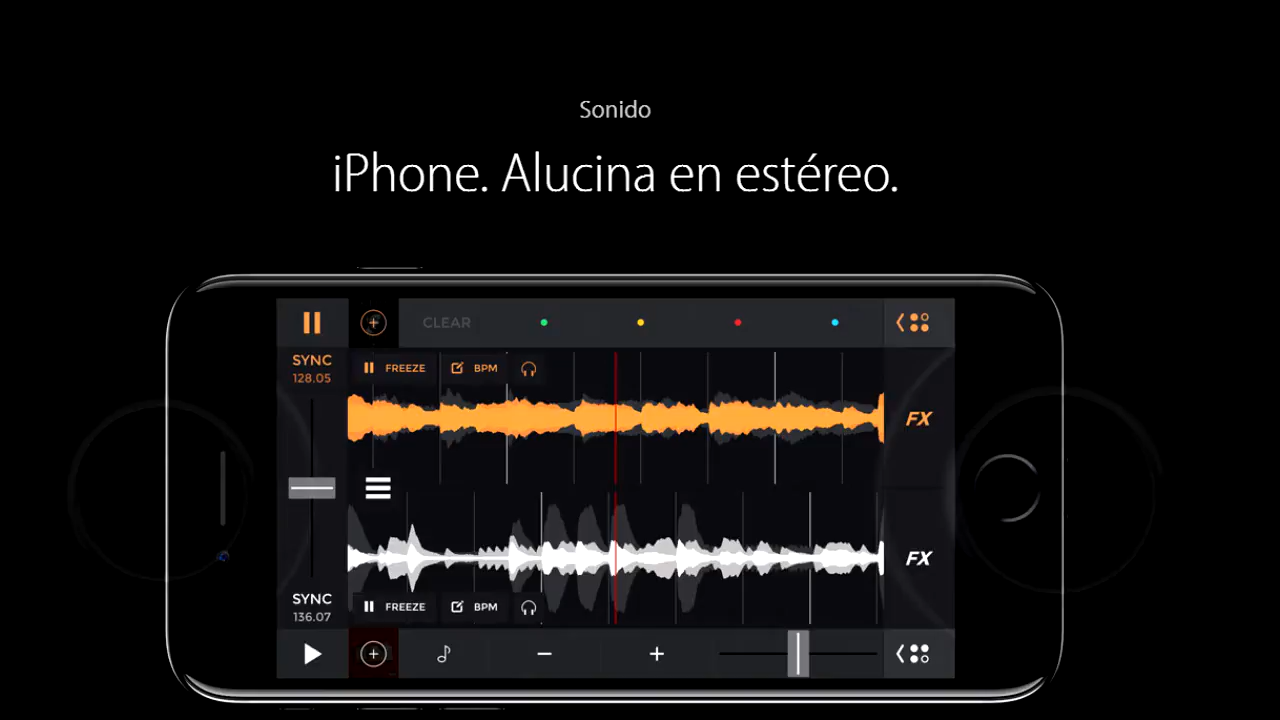 Sonido
iPhone. Alucina en estéreo.
CLEAR
SYNC
128.05
FREEZE
BPM
FX
FX
SYNC
136.07
FREEZE
BPM